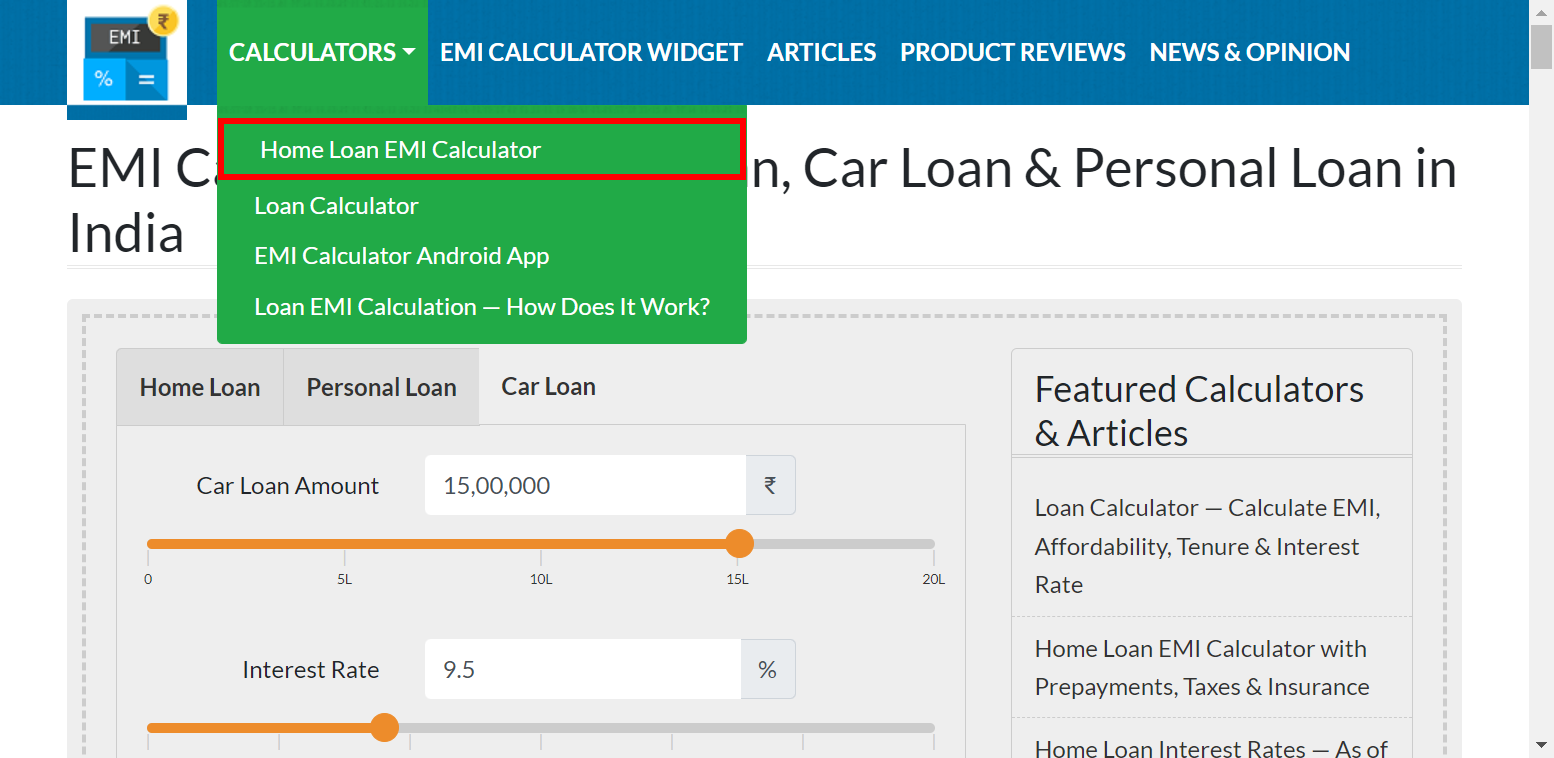 EMI
₹
%
=
CALCULATORS
EMI CALCULATOR WIDGET
ARTICLES
PRODUCT REVIEWS
NEWS & OPINION
Home Loan EMI Calculator
Loan Calculator
EMI Calculator Android App
Loan EMI Calculation — How Does It Work?
EMI
, Car Loan & Personal Loan in
India
Home Loan
Personal Loan
Car Loan
Car Loan Amount
15,00,000
₹
0
5L
10L
15L
20L
Interest Rate
9.5
%
Featured Calculators
& Articles
Loan Calculator — Calculate EMI,
Affordability, Tenure & Interest
Rate
Home Loan EMI Calculator with
Prepayments, Taxes & Insurance
Home Loan Interest Rates — As of